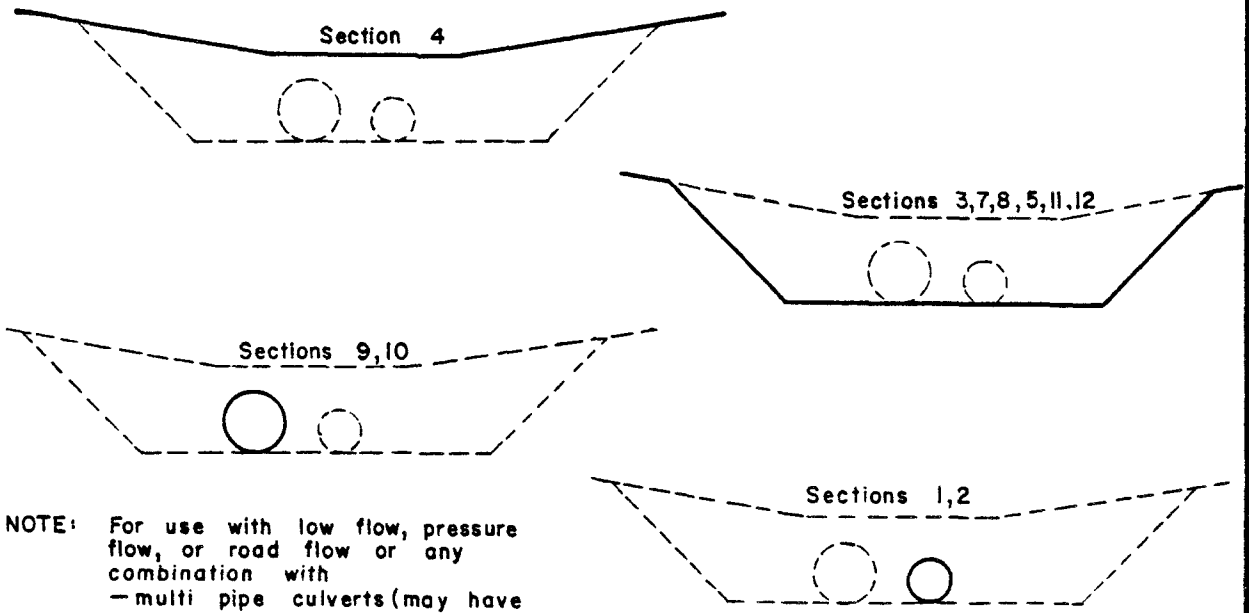 Section 4
Sections 3,7,8,5,11.12
Sections 9,10
Sections 1,2
NOTE: For use with low flow, pressure
flow, or road flow or any
combination with
— multi pipe culverts (may have